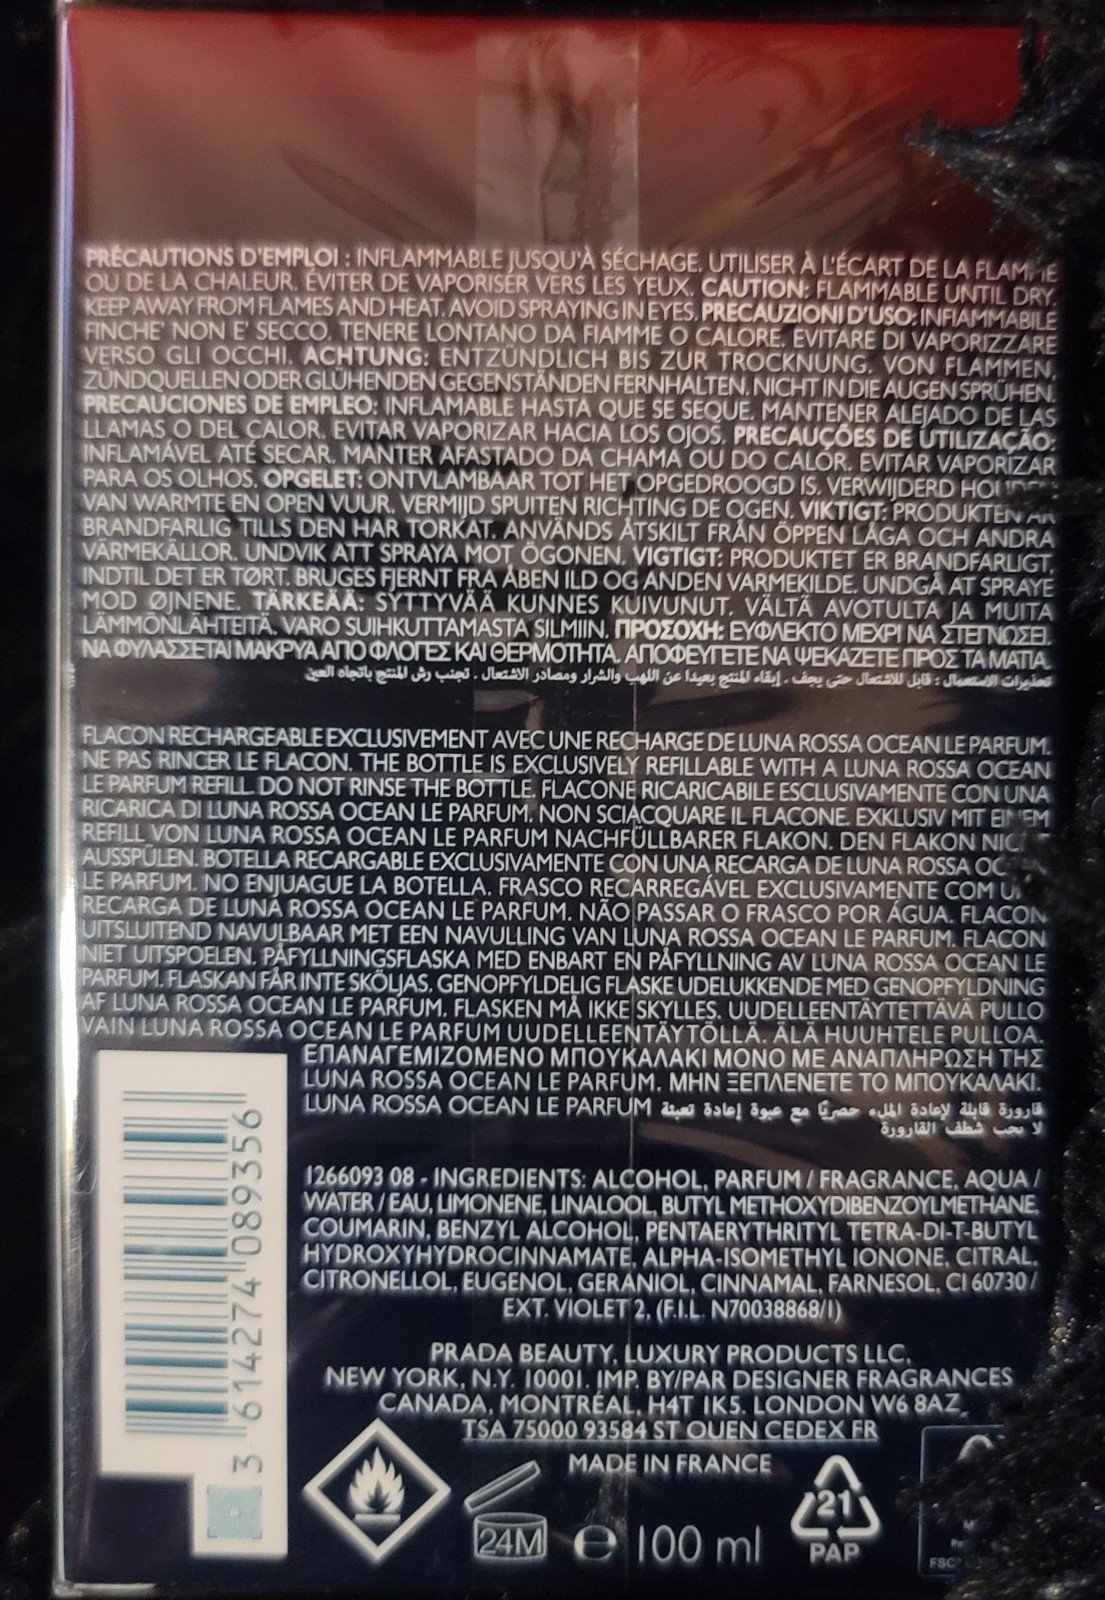 PRÉCAUTIONS D'EMPLOI : INFLAMMABLE JUSQU'À SÉCHAGE. UTILISER À L'ÉCART DE LA FLAMME
OU DE LA CHALEUR. ÉVITER DE VAPORISER VERS LES YEUX. CAUTION: FLAMMABLE UNTIL DRY.
KEEP AWAY FROM FLAMES AND HEAT. AVOID SPRAYING IN EYES. PRECAUZIONI D'USO: INFIAMMABILE
FINCHE' NON E' SECCO. TENERE LONTANO DA FIAMME O CALORE. EVITARE DI VAPORIZZARE
VERSO GLI OCCHI. ACHTUNG: ENTZÜNDLICH BIS ZUR TROCKNUNG. VON FLAMMEN,
ZÜNDQUELLEN ODER GLÜHENDEN GEGENSTÄNDEN FERNHALTEN. NICHT IN DIE AUGEN SPRÜHEN.
PRECAUCIONES DE EMPLEO: INFLAMABLE HASTA QUE SE SEQUE. MANTENER ALEJADO DE LAS
LLAMAS O DEL CALOR. EVITAR VAPORIZAR HACIA LOS OJOS. PRECAUÇÕES DE UTILIZAÇÃO:
INFLAMÁVEL ATÉ SECAR. MANTER AFASTADO DA CHAMA OU DO CALOR. EVITAR VAPORIZAR
PARA OS OLHOS. OPGELET: ONTVLAMBAAR TOT HET OPGEDROOGD IS. VERWIJDERD HOUDEN
VAN WARMTE EN OPEN VUUR. VERMIJD SPUITEN RICHTING DE OGEN. VIKTIGT: PRODUKTEN ÄR
BRANDFARLIG TILLS DEN HAR TORKAT. ANVÄNDS ÅTSKILT FRÅN ÖPPEN LÅGA OCH ANDRA
VÄRMEKÄLLOR. UNDVIK ATT SPRAYA MOT ÖGONEN. VIGTIGT: PRODUKTET ER BRANDFARLIGT,
INDTIL DET ER TØRT. BRUGES FJERNT FRA ÅBEN ILD OG ANDEN VARMEKILDE. UNDGÅ AT SPRAYE
MOD ØJNENE. TÄRKEÄÄ: SYTTYVÄÄ KUNNES KUIVUNUT. VÄLTÄ AVOTULTA JA MUITA
LÄMMÖNLÄHTEITÄ. VARO SUIHKUTTAMASTA SILMIIN. ΠΡΟΣΟΧΗ: ΕΥΦΛΕΚΤΟ ΜΕΧΡΙ ΝΑ ΣΤΕΓΝΩΣΕΙ.
ΝΑ ΦΥΛΑΣΣΕΤΑΙ ΜΑΚΡΥΑ ΑΠΟ ΦΛΟΓΕΣ ΚΑΙ ΘΕΡΜΟΤΗΤΑ. ΑΠΟΦΕΥΓΕΤΕ ΝΑ ΨΕΚΑΖΕΤΕ ΠΡΟΣ ΤΑ ΜΑΤΙΑ.
تحذيرات الاستعمال : قابل للاشتعال حتى يجف . إبقاء المنتج بعيدا عن اللهب والشرار ومصادر الاشتعال . تجنب رش المنتج باتجاه العين
FLACON RECHARGEABLE EXCLUSIVEMENT AVEC UNE RECHARGE DE LUNA ROSSA OCEAN LE PARFUM.
NE PAS RINCER LE FLACON. THE BOTTLE IS EXCLUSIVELY REFILLABLE WITH A LUNA ROSSA OCEAN
LE PARFUM REFILL. DO NOT RINSE THE BOTTLE. FLACONE RICARICABILE ESCLUSIVAMENTE CON UNA
RICARICA DI LUNA ROSSA OCEAN LE PARFUM. NON SCIACQUARE IL FLACONE. EXKLUSIV MIT EINEM
REFILL VON LUNA ROSSA OCEAN LE PARFUM NACHFÜLLBARER FLAKON. DEN FLAKON
AUSSPÜLEN. BOTELLA RECARGABLE EXCLUSIVAMENTE CON UNA RECARGA DE LUNA ROSSA
LE PARFUM. NO ENJUAGUE LA BOTELLA. FRASCO RECARREGÁVEL EXCLUSIVAMENTE COM
RECARGA DE LUNA ROSSA OCEAN LE PARFUM. NÃO PASSAR O FRASCO POR ÁGUA. FLACON
UITSLUITEND NAVULBAAR MET EEN NAVULLING VAN LUNA ROSSA OCEAN LE PARFUM. FLACON
NIET UITSPOELEN. PÅFYLLNINGSFLASKA MED ENBART EN PÅFYLLNING AV LUNA ROSSA OCEAN LE
PARFUM. FLASKAN FÅR INTE SKÖLJAS. GENOPFYLDELIG FLASKE UDELUKKENDE MED GENOPFYLDNING
AF LUNA ROSSA OCEAN LE PARFUM. FLASKEN MÅ IKKE SKYLLES. UUDELLEENTÄYTETTÄVÄ PULLO
VAIN LUNA ROSSA OCEAN LE PARFUM UUDELLEENTÄYTÖLLÄ. ÄLÄ HUUHTELE PULLOA.
ΕΠΑΝΑΓΕΜΙΖΟΜΕΝΟ ΜΠΟΥΚΑΛΑΚΙ ΜΟΝΟ ΜΕ ΑΝΑΠΛΗΡΩΣΗ ΤΗΣ
LUNA ROSSA OCEAN LE PARFUM. ΜΗΝ ΞΕΠΛΕΝΕΤΕ ΤΟ ΜΠΟΥΚΑΛΑΚΙ.
قارورة قابلة لإعادة الملء حصريًا مع عبوة إعادة تعبئة LUNA ROSSA OCEAN LE PARFUM
لا يجب شطف القارورة
1266093 08 - INGREDIENTS: ALCOHOL, PARFUM / FRAGRANCE, AQUA /
WATER / EAU, LIMONENE, LINALOOL, BUTYL METHOXYDIBENZOYLMETHANE,
COUMARIN, BENZYL ALCOHOL, PENTAERYTHRITYL TETRA-DI-T-BUTYL
HYDROXYHYDROCINNAMATE, ALPHA-ISOMETHYL IONONE, CITRAL,
CITRONELLOL, EUGENOL, GERANIOL, CINNAMAL, FARNESOL, CI 60730 /
EXT. VIOLET 2, (F.I.L. N70038868/1)
PRADA BEAUTY, LUXURY PRODUCTS LLC,
NEW YORK, N.Y. 10001. IMP. BY/PAR DESIGNER FRAGRANCES
CANADA, MONTRÉAL, H4T 1K5. LONDON W6 8AZ,
TSA 75000 93584 ST OUEN CEDEX FR
MADE IN FRANCE
3 614274 089356
24M
e 100 ml
21
PAP
FSC